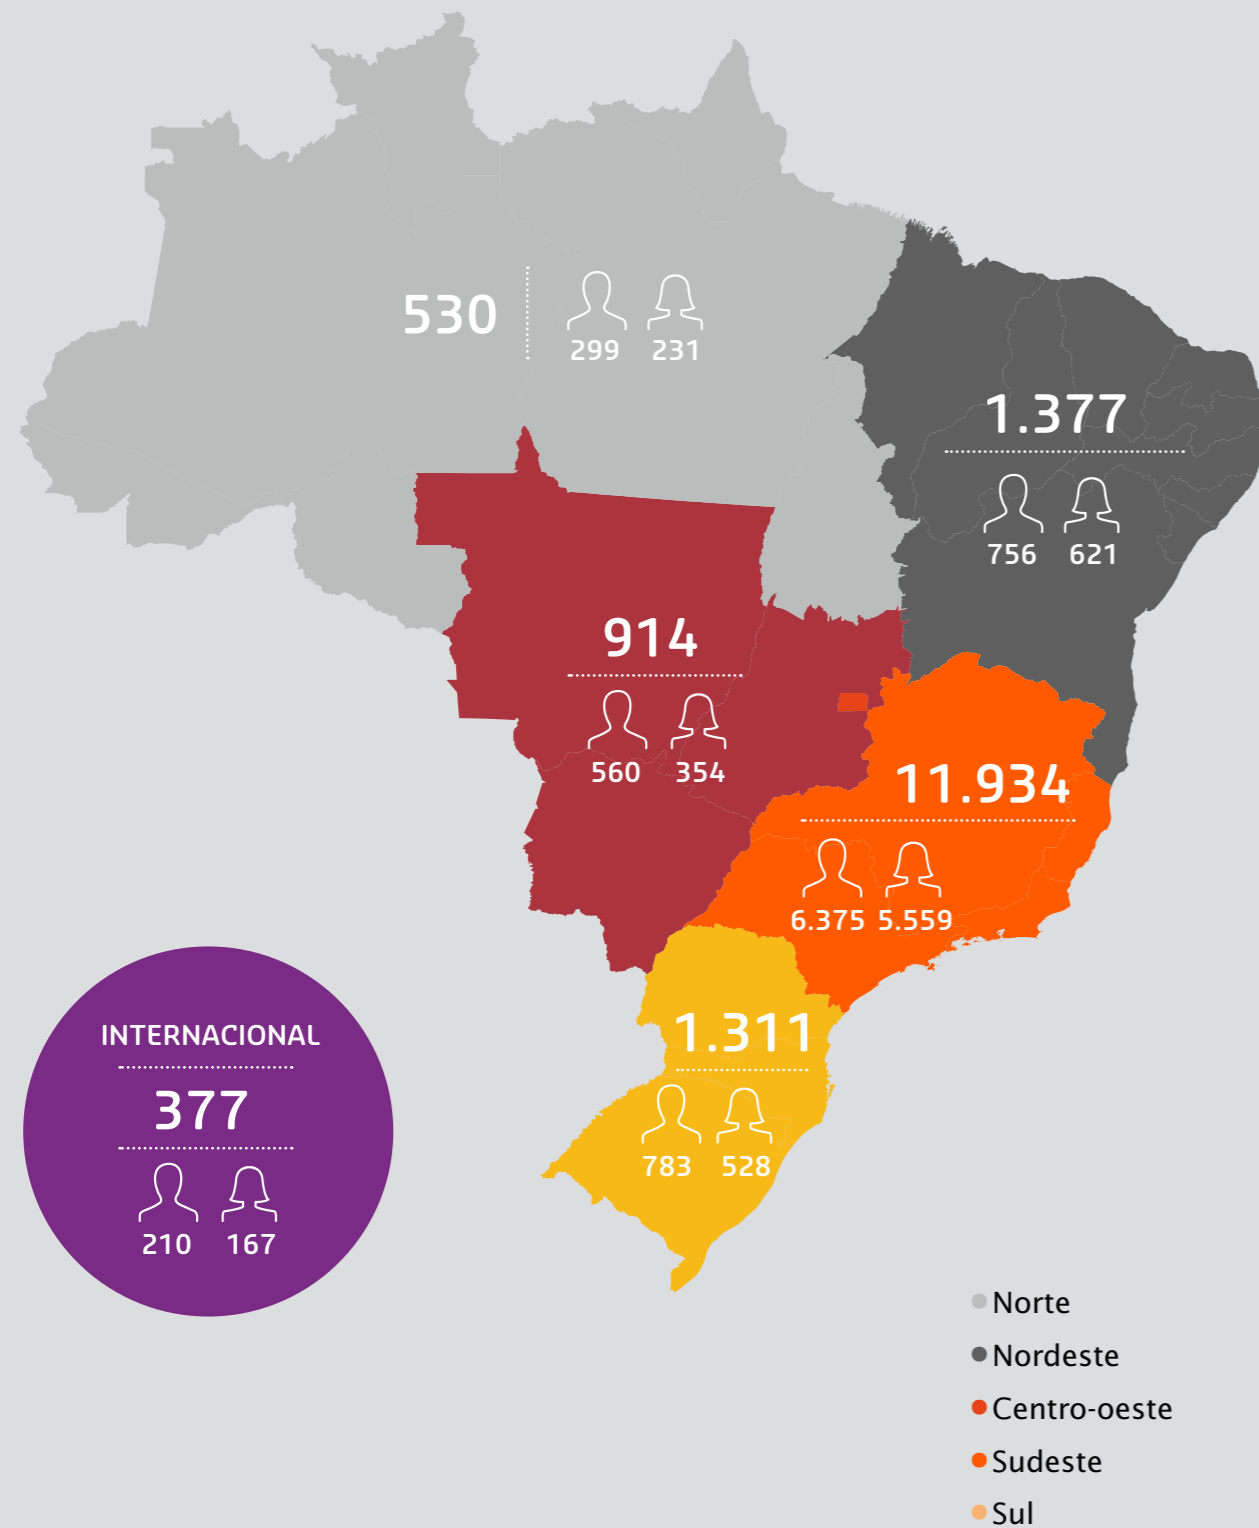 530
299 231
1.377
756 621
914
560 354
11.934
6.375 5.559
1.311
783 528
INTERNACIONAL
377
210 167
Norte
Nordeste
Centro-oeste
Sudeste
Sul